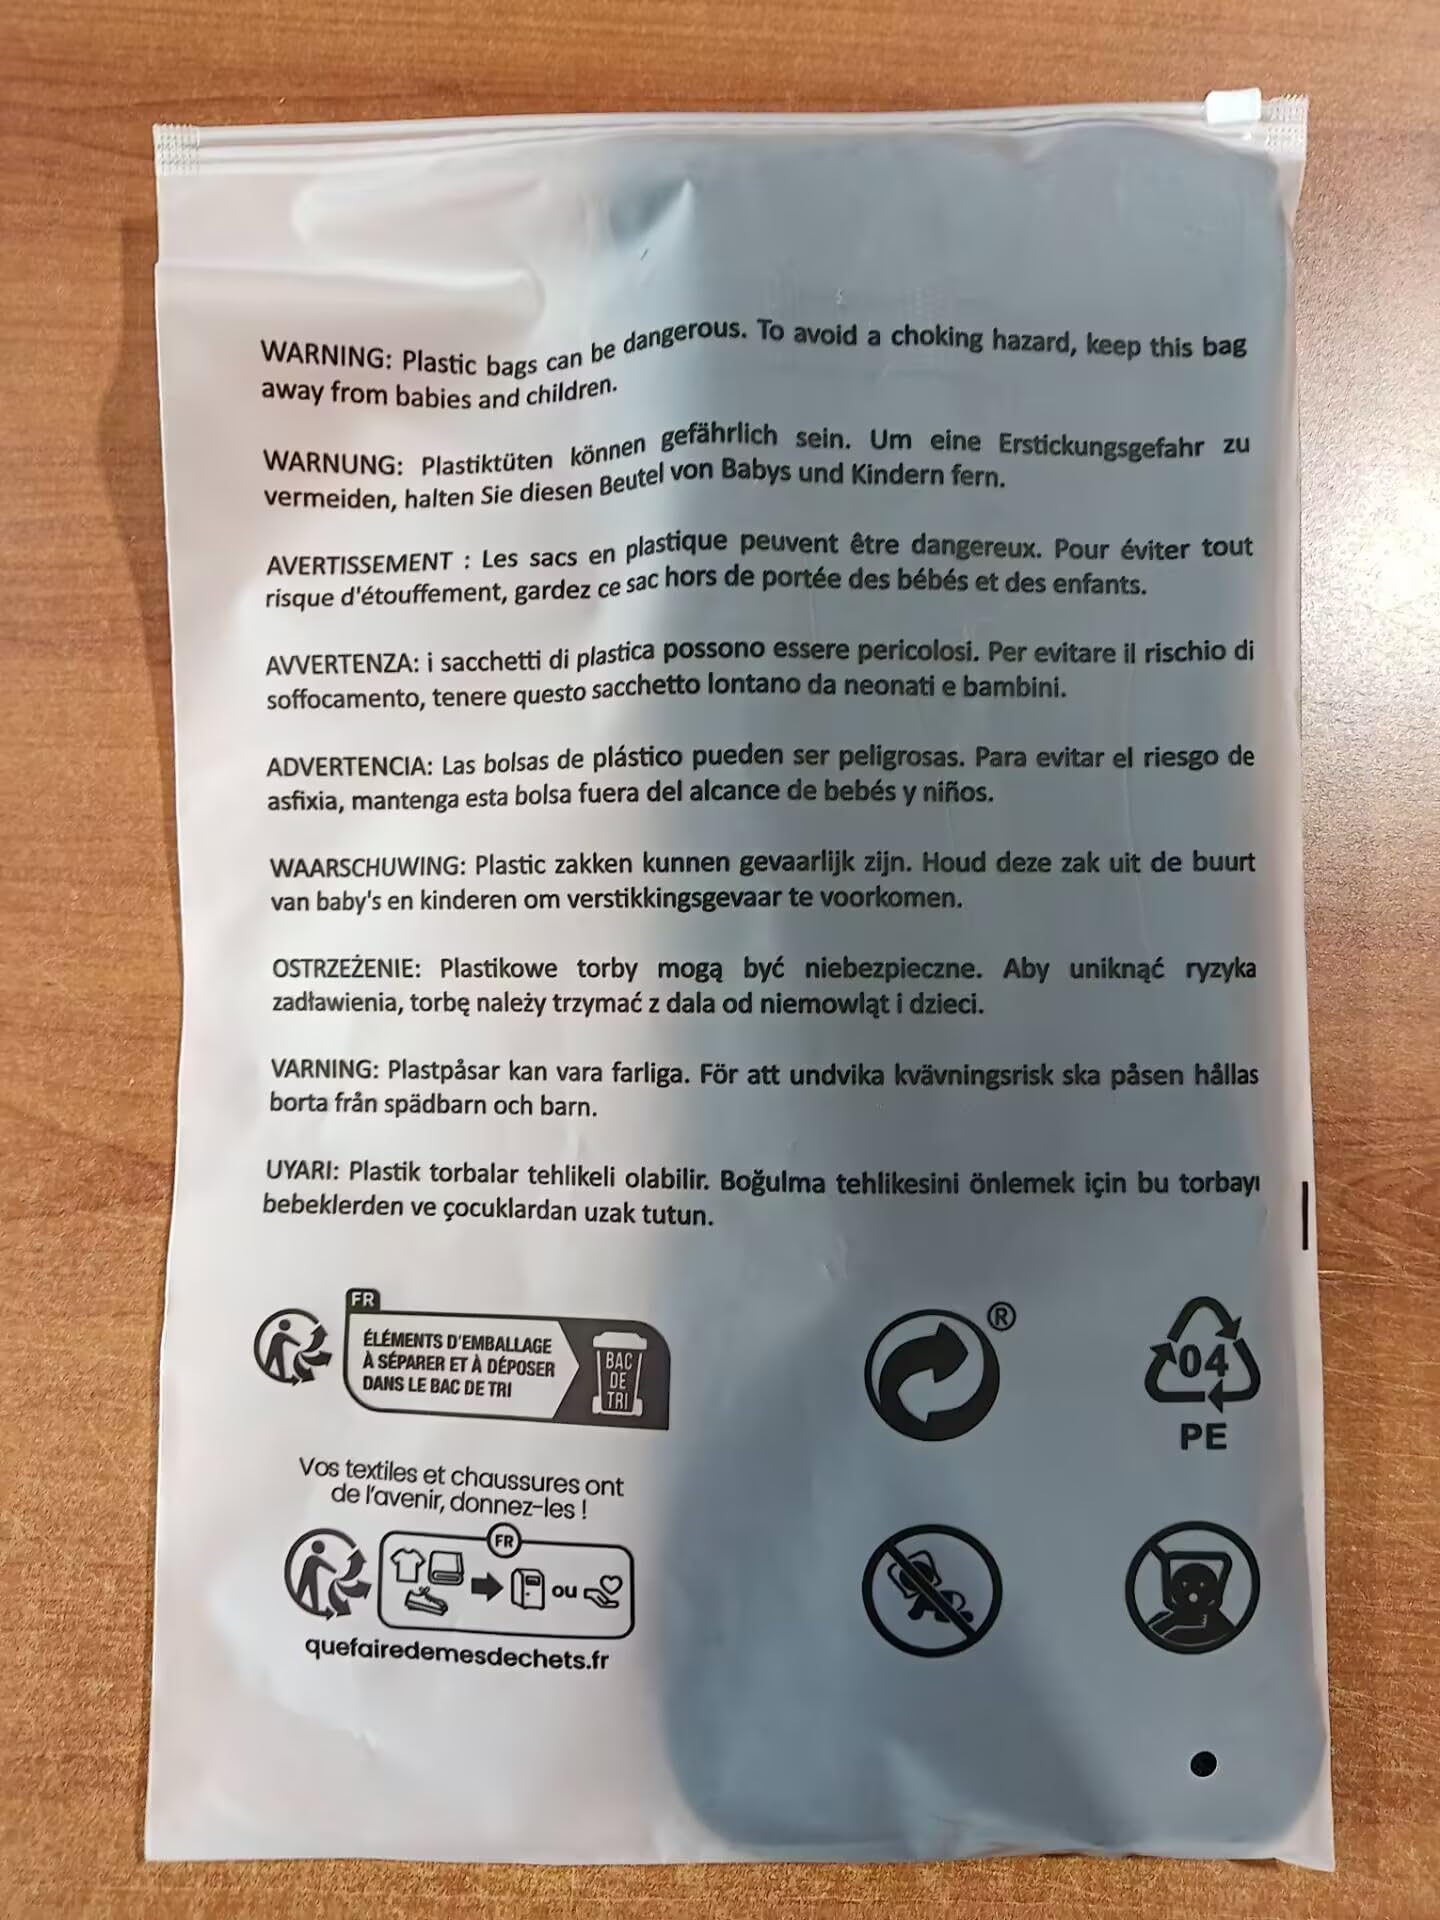 WARNING: Plastic bags can be dangerous. To avoid a choking hazard, keep this bag
away from babies and children.
WARNUNG: Plastiktüten können gefährlich sein. Um eine Erstickungsgefahr zu
vermeiden, halten Sie diesen Beutel von Babys und Kindern fern.
AVERTISSEMENT : Les sacs en plastique peuvent être dangereux. Pour éviter tout
risque d'étouffement, gardez ce sac hors de portée des bébés et des enfants.
AVVERTENZA: i sacchetti di plastica possono essere pericolosi. Per evitare il rischio di
soffocamento, tenere questo sacchetto lontano da neonati e bambini.
ADVERTENCIA: Las bolsas de plástico pueden ser peligrosas. Para evitar el riesgo de
asfixia, mantenga esta bolsa fuera del alcance de bebés y niños.
WAARSCHUWING: Plastic zakken kunnen gevaarlijk zijn. Houd deze zak uit de buurt
van baby's en kinderen om verstikkingsgevaar te voorkomen.
OSTRZEŻENIE: Plastikowe torby mogą być niebezpieczne. Aby uniknąć ryzyka
zadławienia, torbę należy trzymać z dala od niemowląt i dzieci.
VARNING: Plastpåsar kan vara farliga. För att undvika kvävningsrisk ska påsen hållas
borta från spädbarn och barn.
UYARI: Plastik torbalar tehlikeli olabilir. Boğulma tehlikesini önlemek için bu torbayı
bebeklerden ve çocuklardan uzak tutun.
FR
ÉLÉMENTS D'EMBALLAGE
À SÉPARER ET À DÉPOSER
DANS LE BAC DE TRI
BAC
DE
TRI
®
04
PE
Vos textiles et chaussures ont
de l'avenir, donnez-les !
FR
ou
quefairedemesdechets.fr